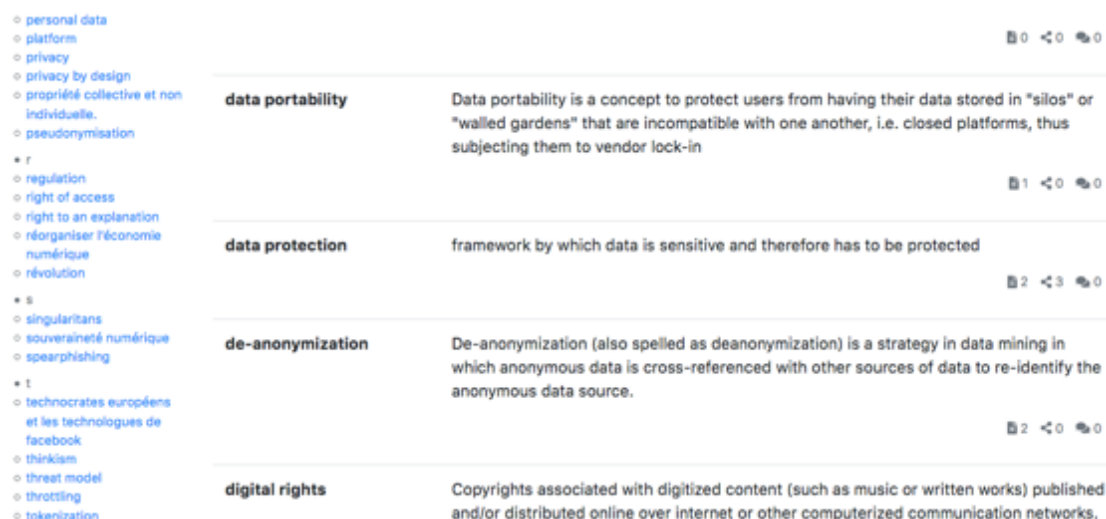 personal data
platform
privacy
privacy by design
propriété collective et non
individuelle.
pseudonymisation
r
regulation
right of access
right to an explanation
réorganiser l'économie
numérique
révolution
s
singularitans
souveraineté numérique
spearphishing
t
technocrates européens
et les technologues de
facebook
thinkism
threat model
throttling
tokenization
0 0 0
data portability
Data portability is a concept to protect users from having their data stored in "silos" or
"walled gardens" that are incompatible with one another, i.e. closed platforms, thus
subjecting them to vendor lock-in
1 0 0
data protection
framework by which data is sensitive and therefore has to be protected
2 3 0
de-anonymization
De-anonymization (also spelled as deanonymization) is a strategy in data mining in
which anonymous data is cross-referenced with other sources of data to re-identify the
anonymous data source.
2 0 0
digital rights
Copyrights associated with digitized content (such as music or written works) published
and/or distributed online over internet or other computerized communication networks.